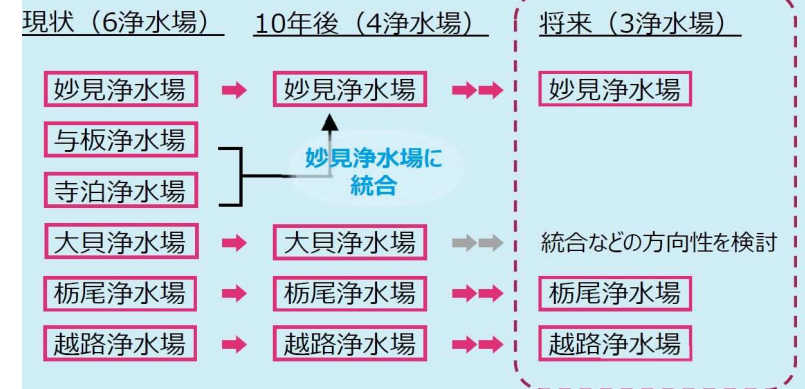 現状（6浄水場） 10年後（4浄水場） 将来（3浄水場）
妙見浄水場 妙見浄水場 妙見浄水場
与板浄水場
妙見浄水場に
統合
寺泊浄水場
大貝浄水場 大貝浄水場 統合などの方向性を検討
栃尾浄水場 栃尾浄水場 栃尾浄水場
越路浄水場 越路浄水場 越路浄水場